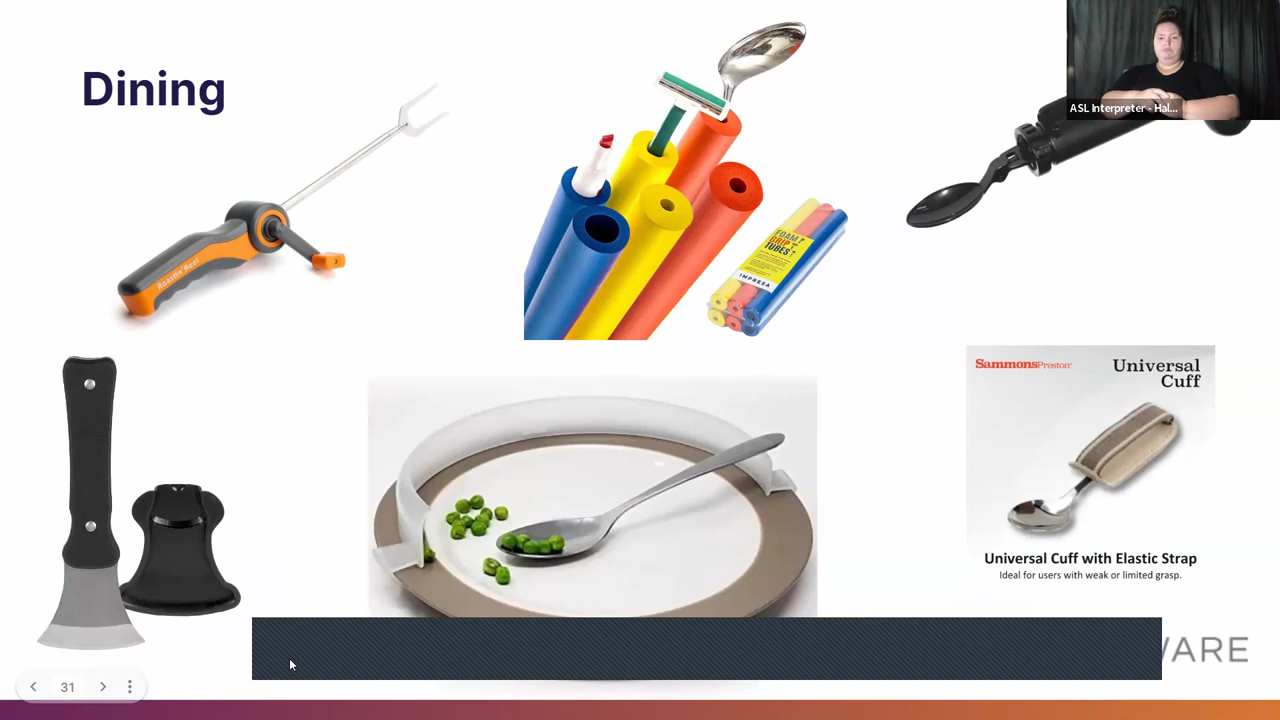 Dining
ASL Interpreter - Hal...
Roastin' Reel
FOAM
GRIP
TUBES
IMPRESA
SammonsPreston
Universal
Cuff
Universal Cuff with Elastic Strap
Ideal for users with weak or limited grasp.
WARE
31